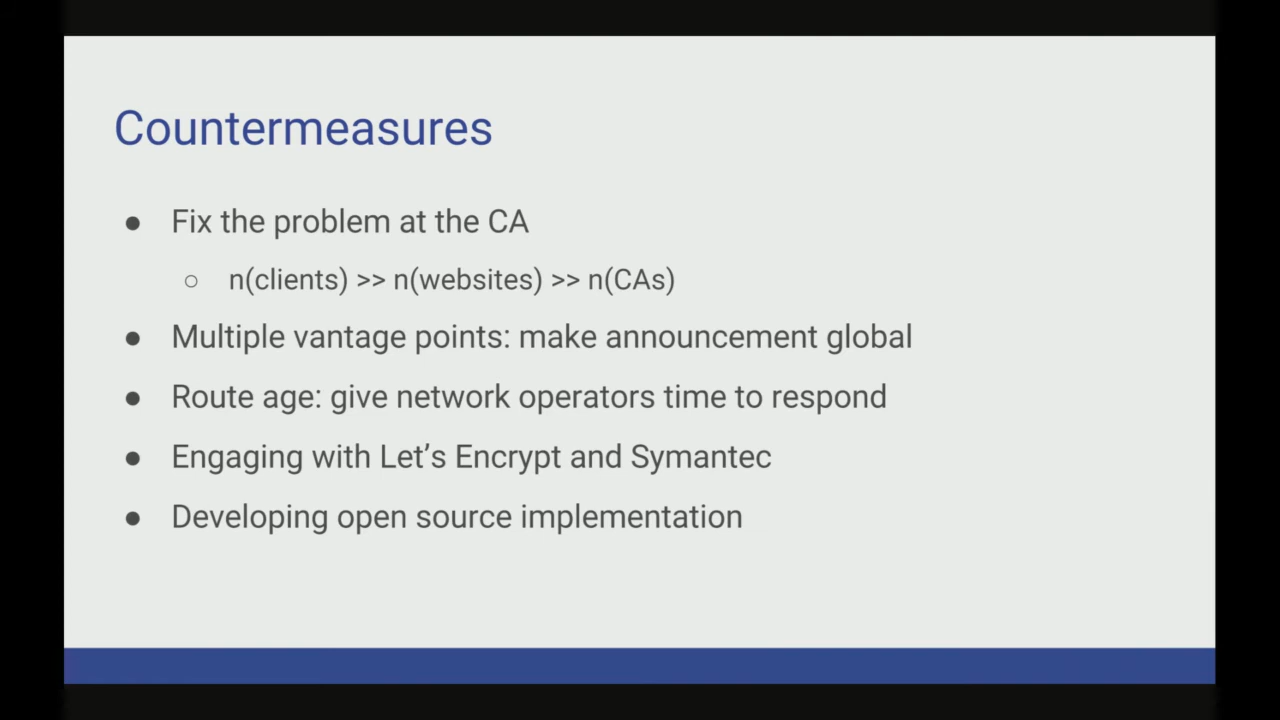 Countermeasures
● Fix the problem at the CA
○ n(clients) >> n(websites) >> n(CAs)
● Multiple vantage points: make announcement global
● Route age: give network operators time to respond
● Engaging with Let’s Encrypt and Symantec
● Developing open source implementation